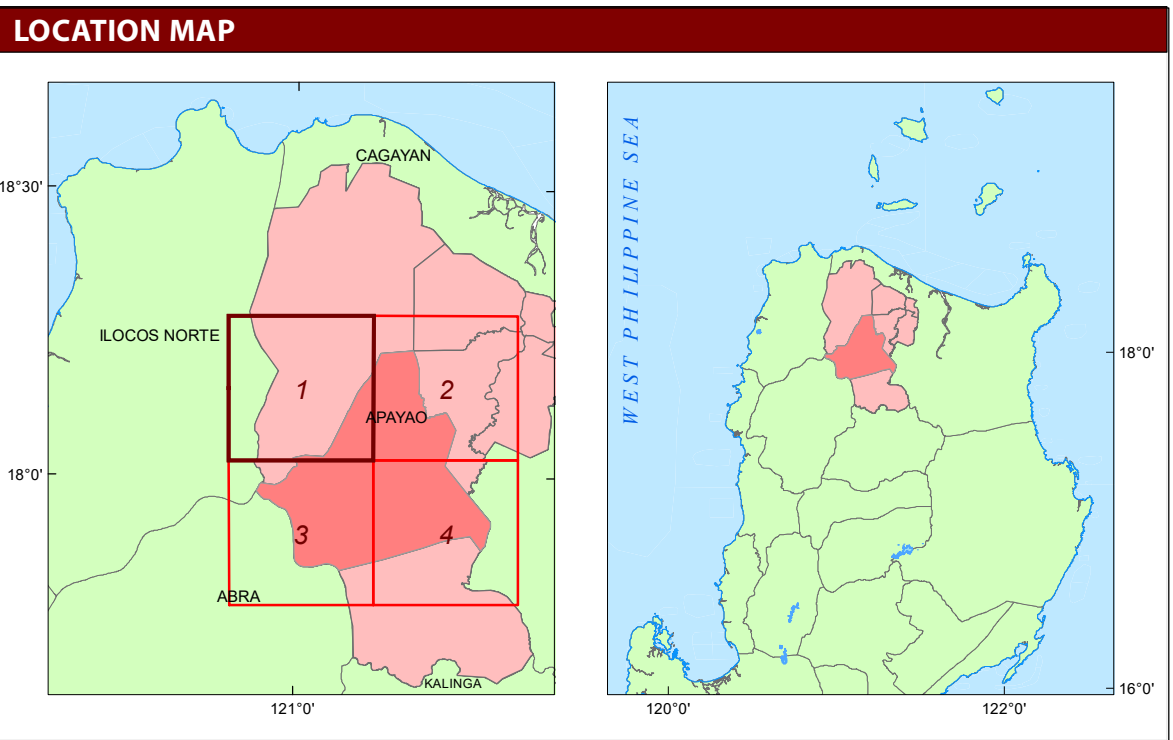 LOCATION MAP
CAGAYAN
18°30'
ILOCOS NORTE
1
2
APAYAO
18°0'
3
4
ABRA
KALINGA
121°0'
WEST PHILIPPINE SEA
18°0'
16°0'
120°0'
122°0'